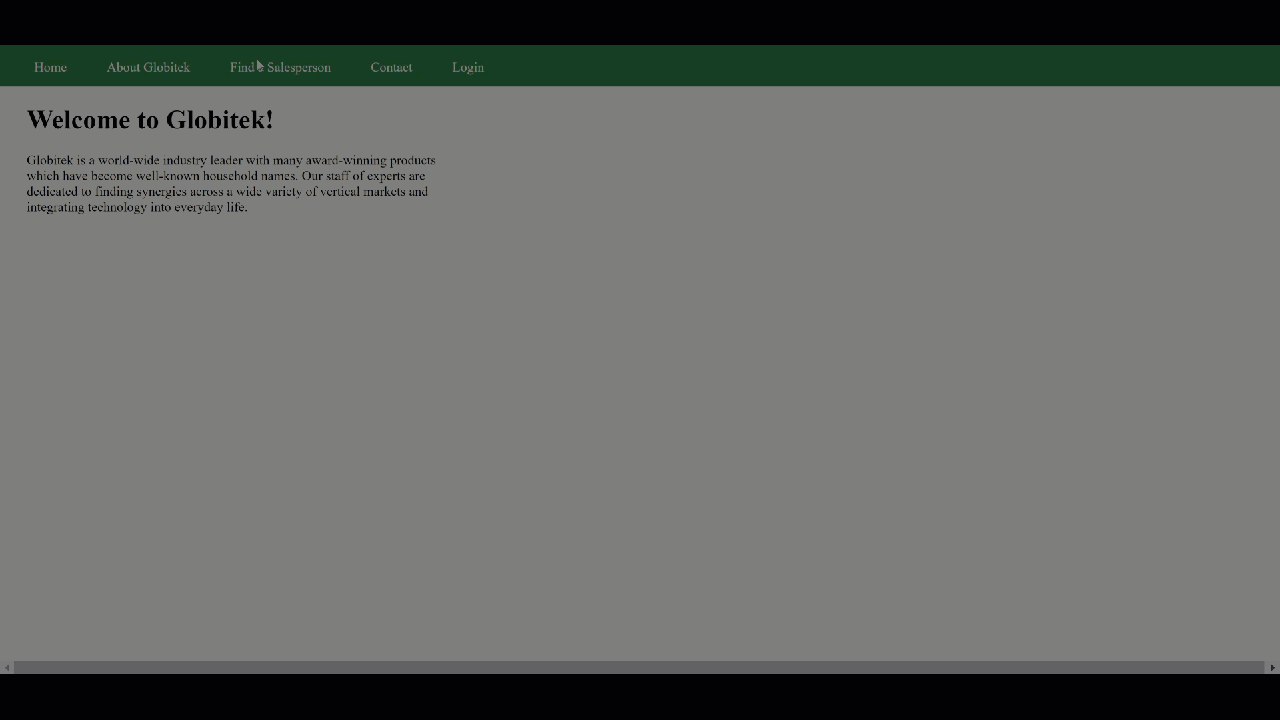 Home About Globitek Find a Salesperson Contact Login
Welcome to Globitek!
Globitek is a world-wide industry leader with many award-winning products
which have become well-known household names. Our staff of experts are
dedicated to finding synergies across a wide variety of vertical markets and
integrating technology into everyday life.